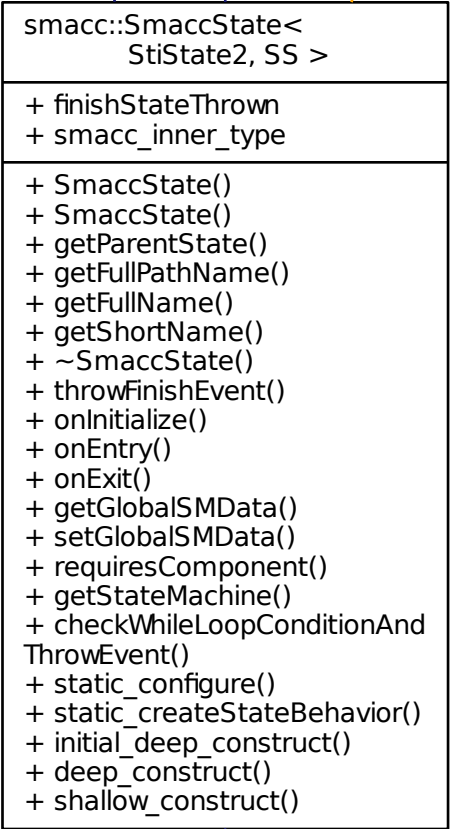 smacc::SmaccState<
StiState2, SS >
+ finishStateThrown
+ smacc_inner_type
+ SmaccState()
+ SmaccState()
+ getParentState()
+ getFullPathName()
+ getFullName()
+ getShortName()
+ ~SmaccState()
+ throwFinishEvent()
+ onInitialize()
+ onEntry()
+ onExit()
+ getGlobalSMData()
+ setGlobalSMData()
+ requiresComponent()
+ getStateMachine()
+ checkWhileLoopConditionAnd
ThrowEvent()
+ static_configure()
+ static_createStateBehavior()
+ initial_deep_construct()
+ deep_construct()
+ shallow_construct()